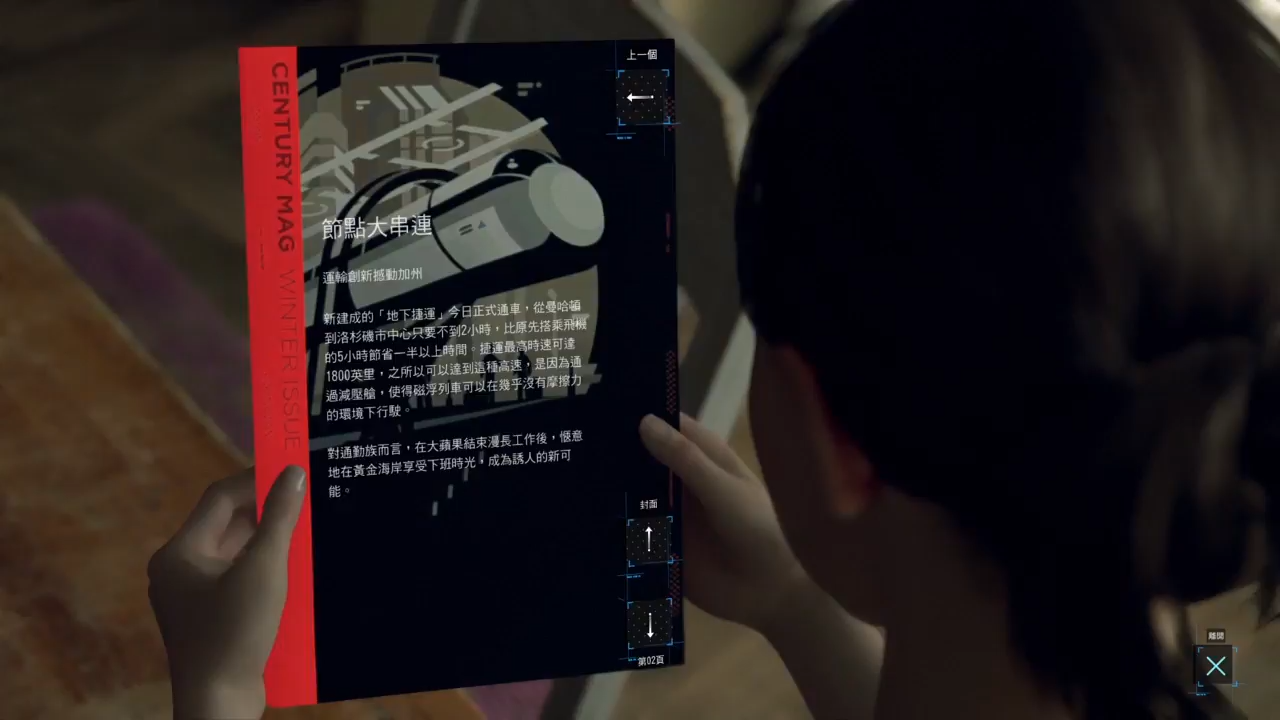 CENTURY MAG WINTER ISSUE
上一個
節點大串連
運輸創新撼動加州
新建成的「地下捷運」今日正式通車，從曼哈頓
到洛杉磯市中心只要不到2小時，比原先搭乘飛機
的5小時節省一半以上時間。捷運最高時速可達
1800英里，之所以可以達到這種高速，是因為通
過減壓艙，使得磁浮列車可以在幾乎沒有摩擦力
的環境下行駛。
對通勤族而言，在大蘋果結束漫長工作後，愜意
地在黃金海岸享受下班時光，成為誘人的新可
能。
封面
第02頁
離開